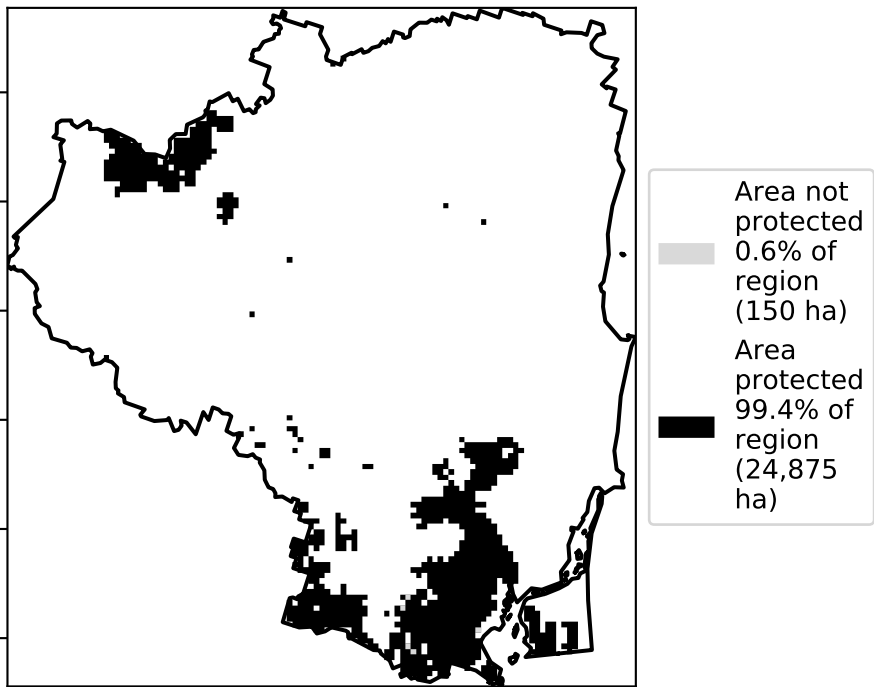 Area not
protected
0.6% of
region
(150 ha)
Area
protected
99.4% of
region
(24,875
ha)